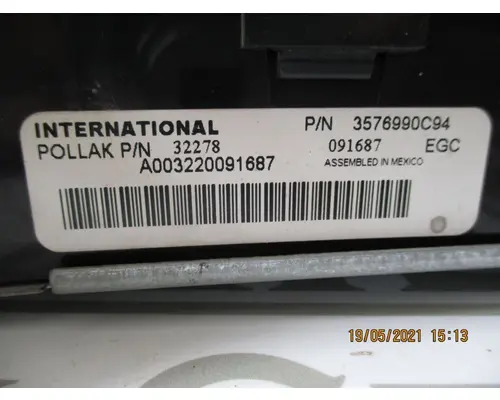 INTERNATIONAL P/N 3576990C94
POLLAK P/N 32278 091687 EGC
A003220091687 ASSEMBLED IN MEXICO
19/05/2021 15:13